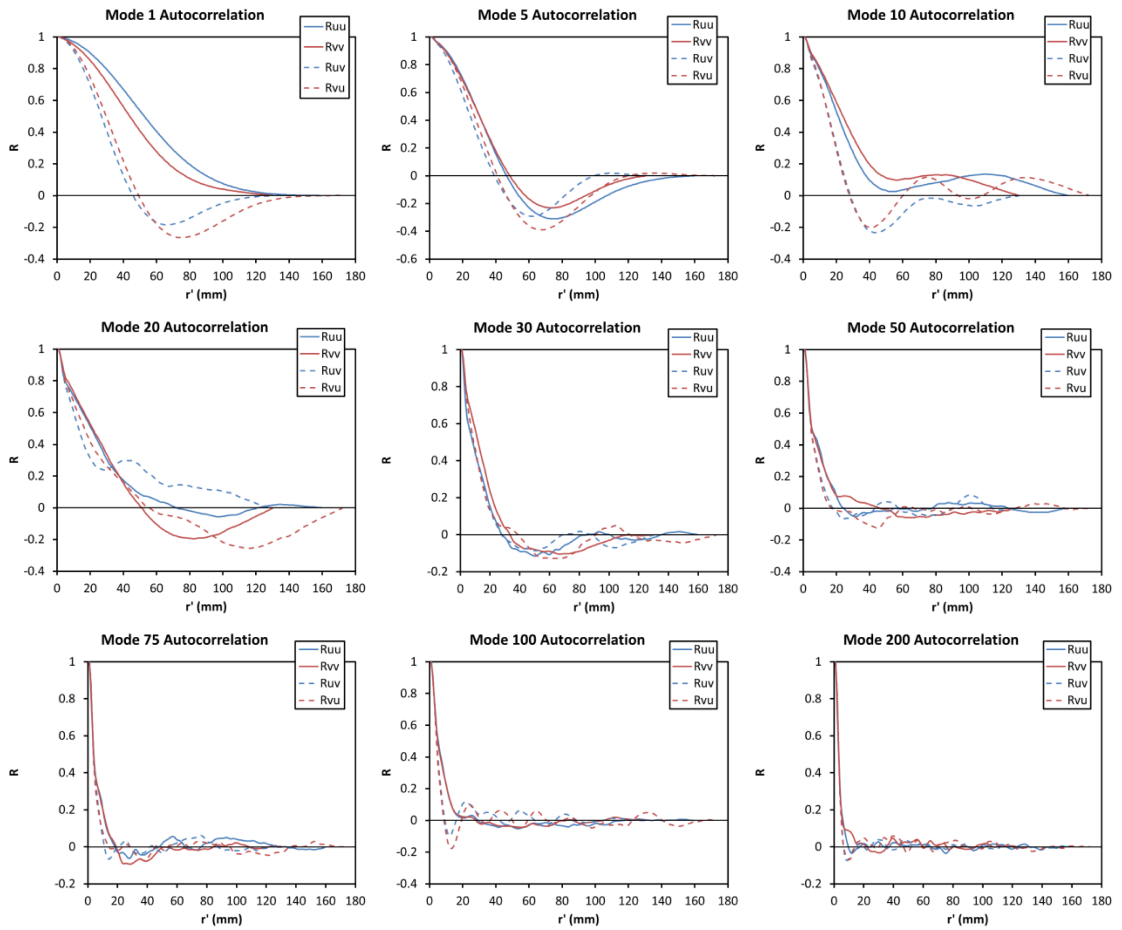 Mode 1 Autocorrelation
Ruu
Rvv
Ruv
Rvu
1
0.8
0.6
0.4
0.2
0
-0.2
-0.4
R
0 20 40 60 80 100 120 140 160 180
r' (mm)
Mode 5 Autocorrelation
Ruu
Rvv
Ruv
Rvu
1
0.8
0.6
0.4
0.2
0
-0.2
-0.4
-0.6
R
0 20 40 60 80 100 120 140 160 180
r' (mm)
Mode 10 Autocorrelation
Ruu
Rvv
Ruv
Rvu
1
0.8
0.6
0.4
0.2
0
-0.2
-0.4
R
0 20 40 60 80 100 120 140 160 180
r' (mm)
Mode 20 Autocorrelation
Ruu
Rvv
Ruv
Rvu
1
0.8
0.6
0.4
0.2
0
-0.2
-0.4
R
0 20 40 60 80 100 120 140 160 180
r' (mm)
Mode 30 Autocorrelation
Ruu
Rvv
Ruv
Rvu
1
0.8
0.6
0.4
0.2
0
-0.2
R
0 20 40 60 80 100 120 140 160 180
r' (mm)
Mode 50 Autocorrelation
Ruu
Rvv
Ruv
Rvu
1
0.8
0.6
0.4
0.2
0
-0.2
-0.4
R
0 20 40 60 80 100 120 140 160 180
r' (mm)
Mode 75 Autocorrelation
Ruu
Rvv
Ruv
Rvu
1
0.8
0.6
0.4
0.2
0
-0.2
R
0 20 40 60 80 100 120 140 160 180
r' (mm)
Mode 100 Autocorrelation
Ruu
Rvv
Ruv
Rvu
1
0.8
0.6
0.4
0.2
0
-0.2
-0.4
R
0 20 40 60 80 100 120 140 160 180
r' (mm)
Mode 200 Autocorrelation
Ruu
Rvv
Ruv
Rvu
1
0.8
0.6
0.4
0.2
0
-0.2
R
0 20 40 60 80 100 120 140 160 180
r' (mm)